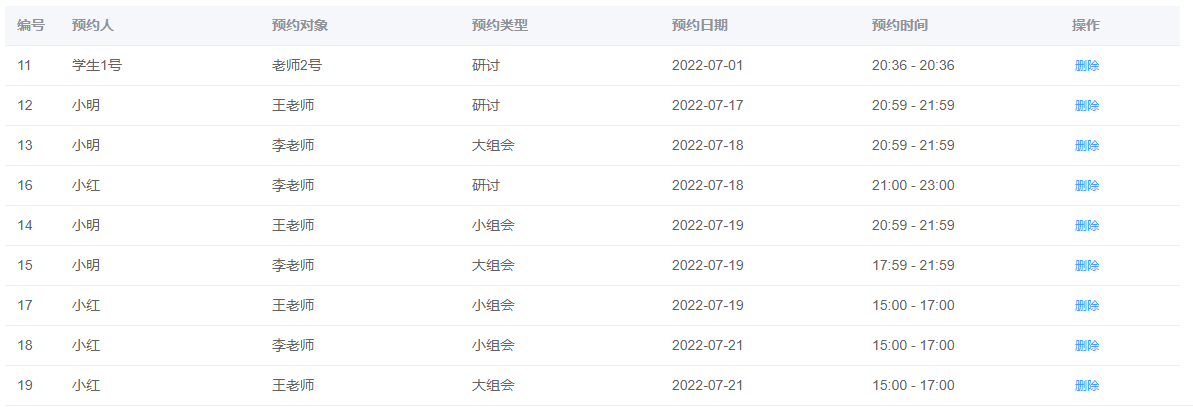 编号 预约人 预约对象 预约类型 预约日期 预约时间 操作
11 学生1号 老师2号 研讨 2022-07-01 20:36 - 20:36 删除
12 小明 王老师 研讨 2022-07-17 20:59 - 21:59 删除
13 小明 李老师 大组会 2022-07-18 20:59 - 21:59 删除
16 小红 李老师 研讨 2022-07-18 21:00 - 23:00 删除
14 小明 王老师 小组会 2022-07-19 20:59 - 21:59 删除
15 小明 李老师 大组会 2022-07-19 17:59 - 21:59 删除
17 小红 王老师 小组会 2022-07-19 15:00 - 17:00 删除
18 小红 李老师 小组会 2022-07-21 15:00 - 17:00 删除
19 小红 王老师 大组会 2022-07-21 15:00 - 17:00 删除